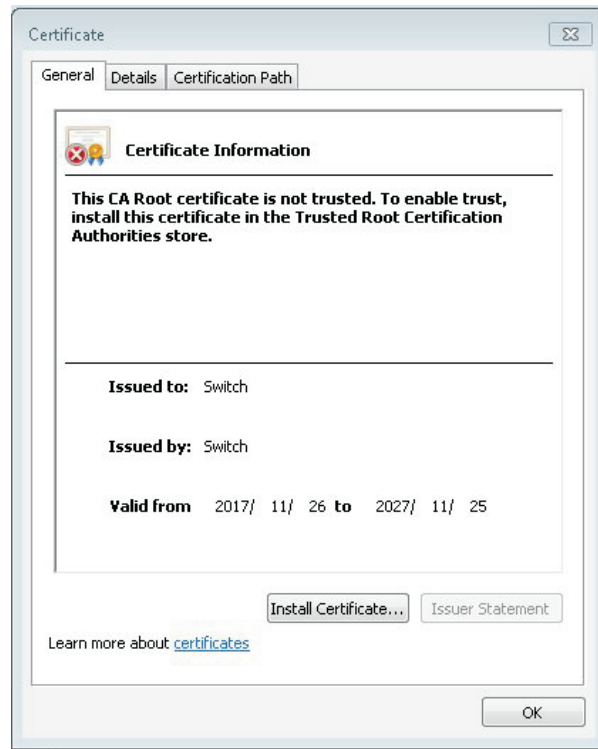 Certificate
General Details Certification Path
Certificate Information
This CA Root certificate is not trusted. To enable trust,
install this certificate in the Trusted Root Certification
Authorities store.
Issued to: Switch
Issued by: Switch
Valid from 2017/ 11/ 26 to 2027/ 11/ 25
Install Certificate... Issuer Statement
Learn more about certificates
OK